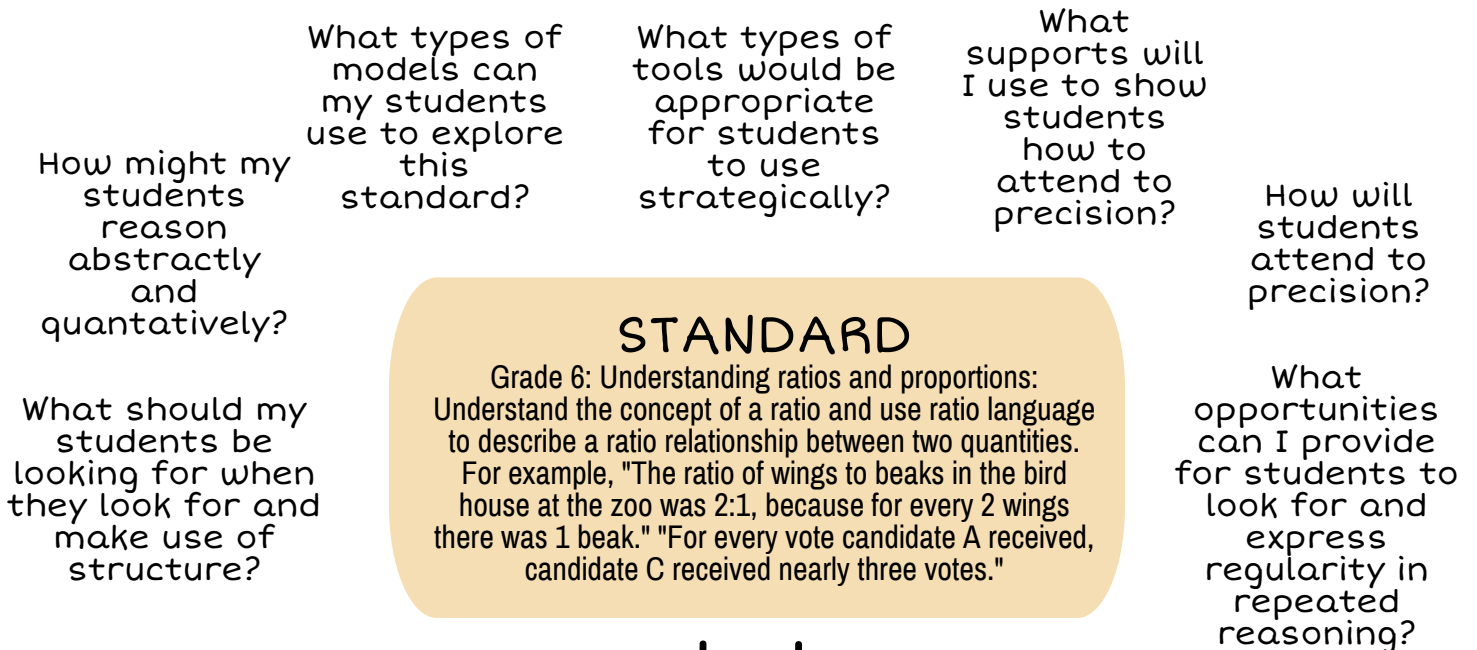 What types of
models can
my students
use to explore
this
standard?
What types of
tools would be
appropriate
for students
to use
strategically?
What
supports will
I use to show
students
how to
attend to
precision?
How might my
students
reason
abstractly
and
quantatively?
How will
students
attend to
precision?
STANDARD
Grade 6: Understanding ratios and proportions:
Understand the concept of a ratio and use ratio language
to describe a ratio relationship between two quantities.
For example, "The ratio of wings to beaks in the bird
house at the zoo was 2:1, because for every 2 wings
there was 1 beak." "For every vote candidate A received,
candidate C received nearly three votes."
What should my
students be
looking for when
they look for and
make use of
structure?
What
opportunities
can I provide
for students to
look for and
express
regularity in
repeated
reasoning?